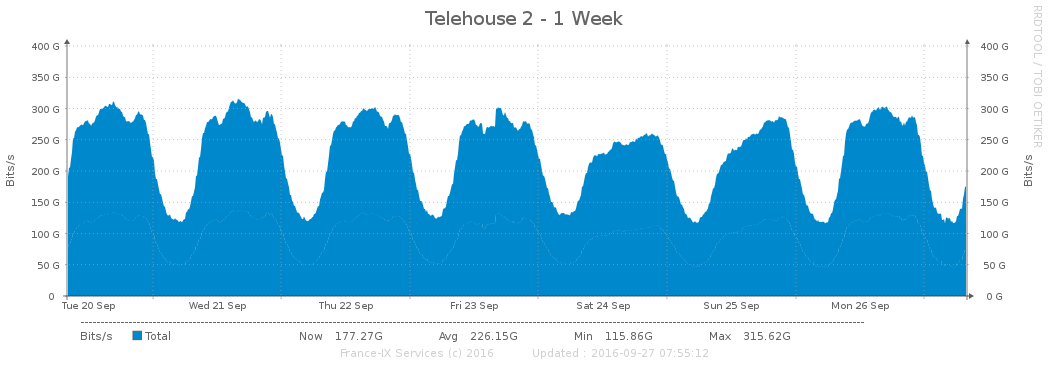 Telehouse 2 - 1 Week
RRDTOOL / TOBI OETIKER
400 G 400 G
350 G 350 G
300 G 300 G
250 G 250 G
200 G 200 G
150 G 150 G
100 G 100 G
50 G 50 G
0 0 G
Bits/s
Bits/s
Tue 20 Sep Wed 21 Sep Thu 22 Sep Fri 23 Sep Sat 24 Sep Sun 25 Sep Mon 26 Sep
Bits/s Total Now 177.27G Avg 226.15G Min 115.86G Max 315.62G
France-IX Services (c) 2016 Updated : 2016-09-27 07:55:12